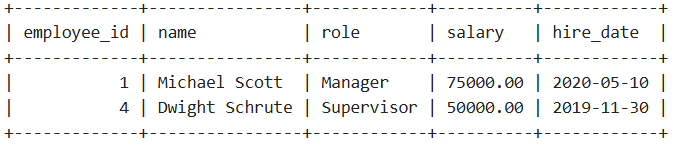 +-------------+----------------+------------+----------+------------+
| employee_id | name           | role       | salary   | hire_date  |
+-------------+----------------+------------+----------+------------+
|           1 | Michael Scott  | Manager    | 75000.00 | 2020-05-10 |
|           4 | Dwight Schrute | Supervisor | 50000.00 | 2019-11-30 |
+-------------+----------------+------------+----------+------------+